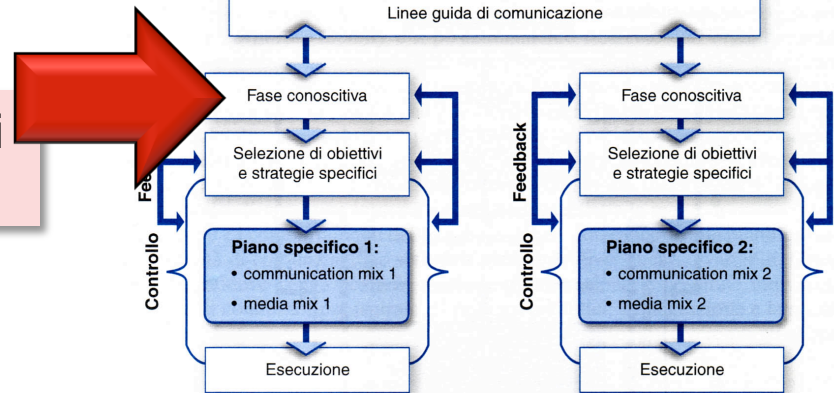 Linee guida di comunicazione
Fase conoscitiva
Selezione di obiettivi
e strategie specifici
Controllo
Piano specifico 1:
• communication mix 1
• media mix 1
Esecuzione
Fase conoscitiva
Feedback
Selezione di obiettivi
e strategie specifici
Controllo
Piano specifico 2:
• communication mix 2
• media mix 2
Esecuzione